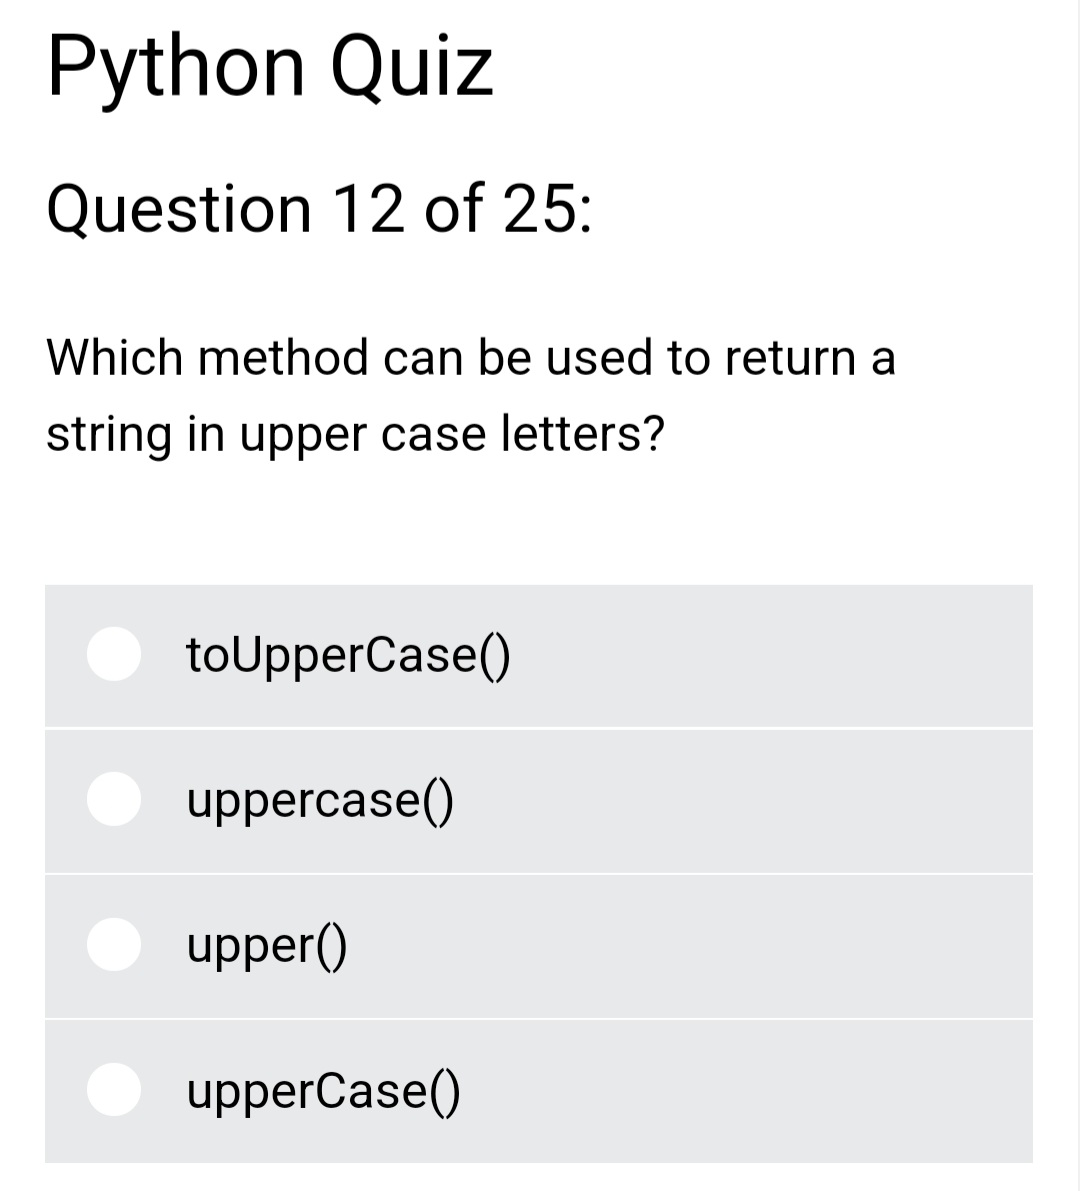 Python Quiz
Question 12 of 25:
Which method can be used to return a
string in upper case letters?
toUpperCase()
uppercase()
upper()
upperCase()